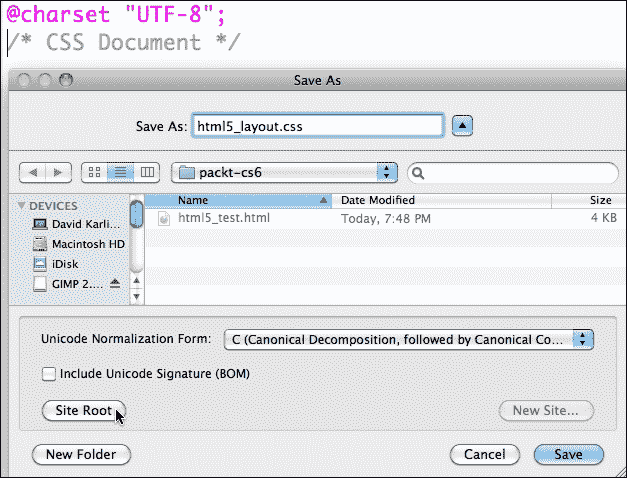 @charset "UTF-8";
/* CSS Document */
Save As
Save As: html5_layout.css
packt-cs6
DEVICES Name Date Modified Size
David Karli... html5_test.html Today, 7:48 PM 4 KB
Macintosh HD
iDisk
GIMP 2....
Unicode Normalization Form: C (Canonical Decomposition, followed by Canonical Co...
Include Unicode Signature (BOM)
Site Root New Site...
New Folder Cancel Save